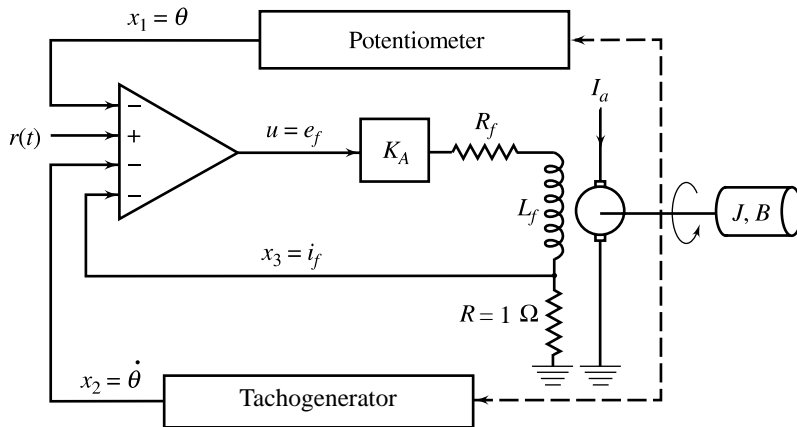 x₁ = θ
Potentiometer
−
r(t)
+
−
−
u = e_f
K_A
R_f
I_a
L_f
J, B
x₃ = i_f
R = 1 Ω
x₂ = θ̇
Tachogenerator